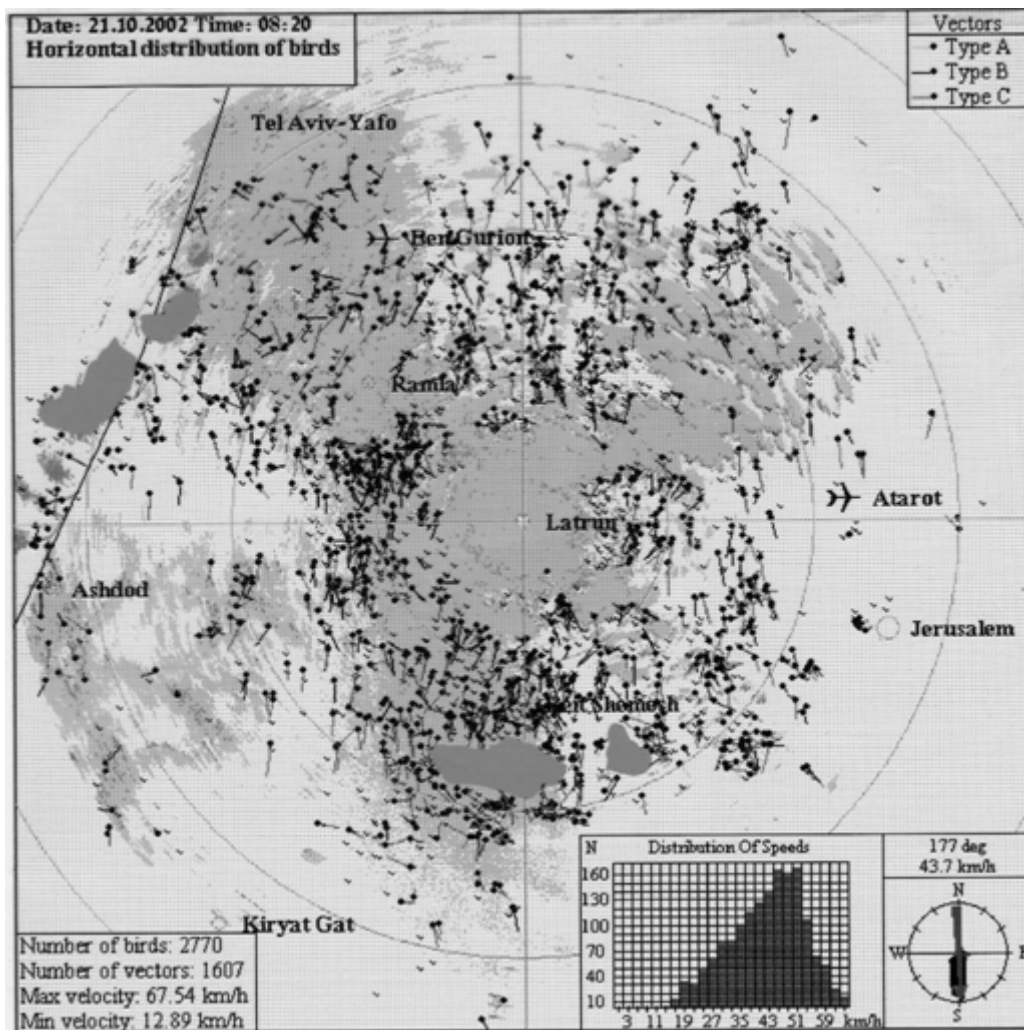 Date: 21.10.2002 Time: 08:20
Horizontal distribution of birds
Vectors
Type A
Type B
Type C
Tel Aviv-Yafo
Ben Gurion
Ramla
Atarot
Latrun
Ashdod
Jerusalem
Beit Shemesh
Kiryat Gat
Number of birds: 2770
Number of vectors: 1607
Max velocity: 67.54 km/h
Min velocity: 12.89 km/h
N Distribution Of Speeds
160
130
100
70
40
10
3 11 19 27 35 43 51 59 km/h
177 deg
43.7 km/h
N
W E
S